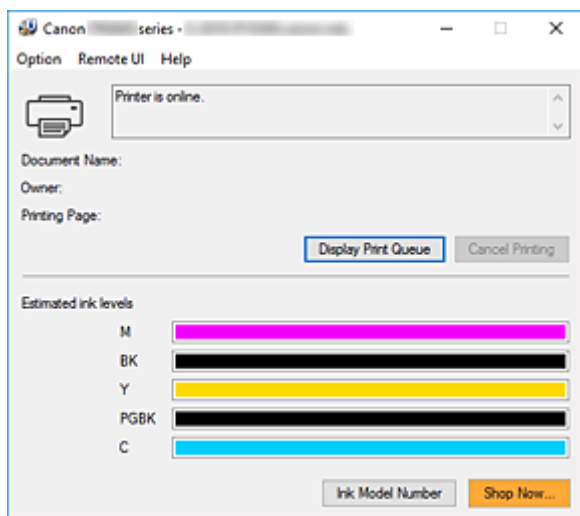 Canon series -
Option Remote UI Help
Printer is online.
Document Name:
Owner:
Printing Page:
Display Print Queue Cancel Printing
Estimated ink levels
M
BK
Y
PGBK
C
Ink Model Number Shop Now...